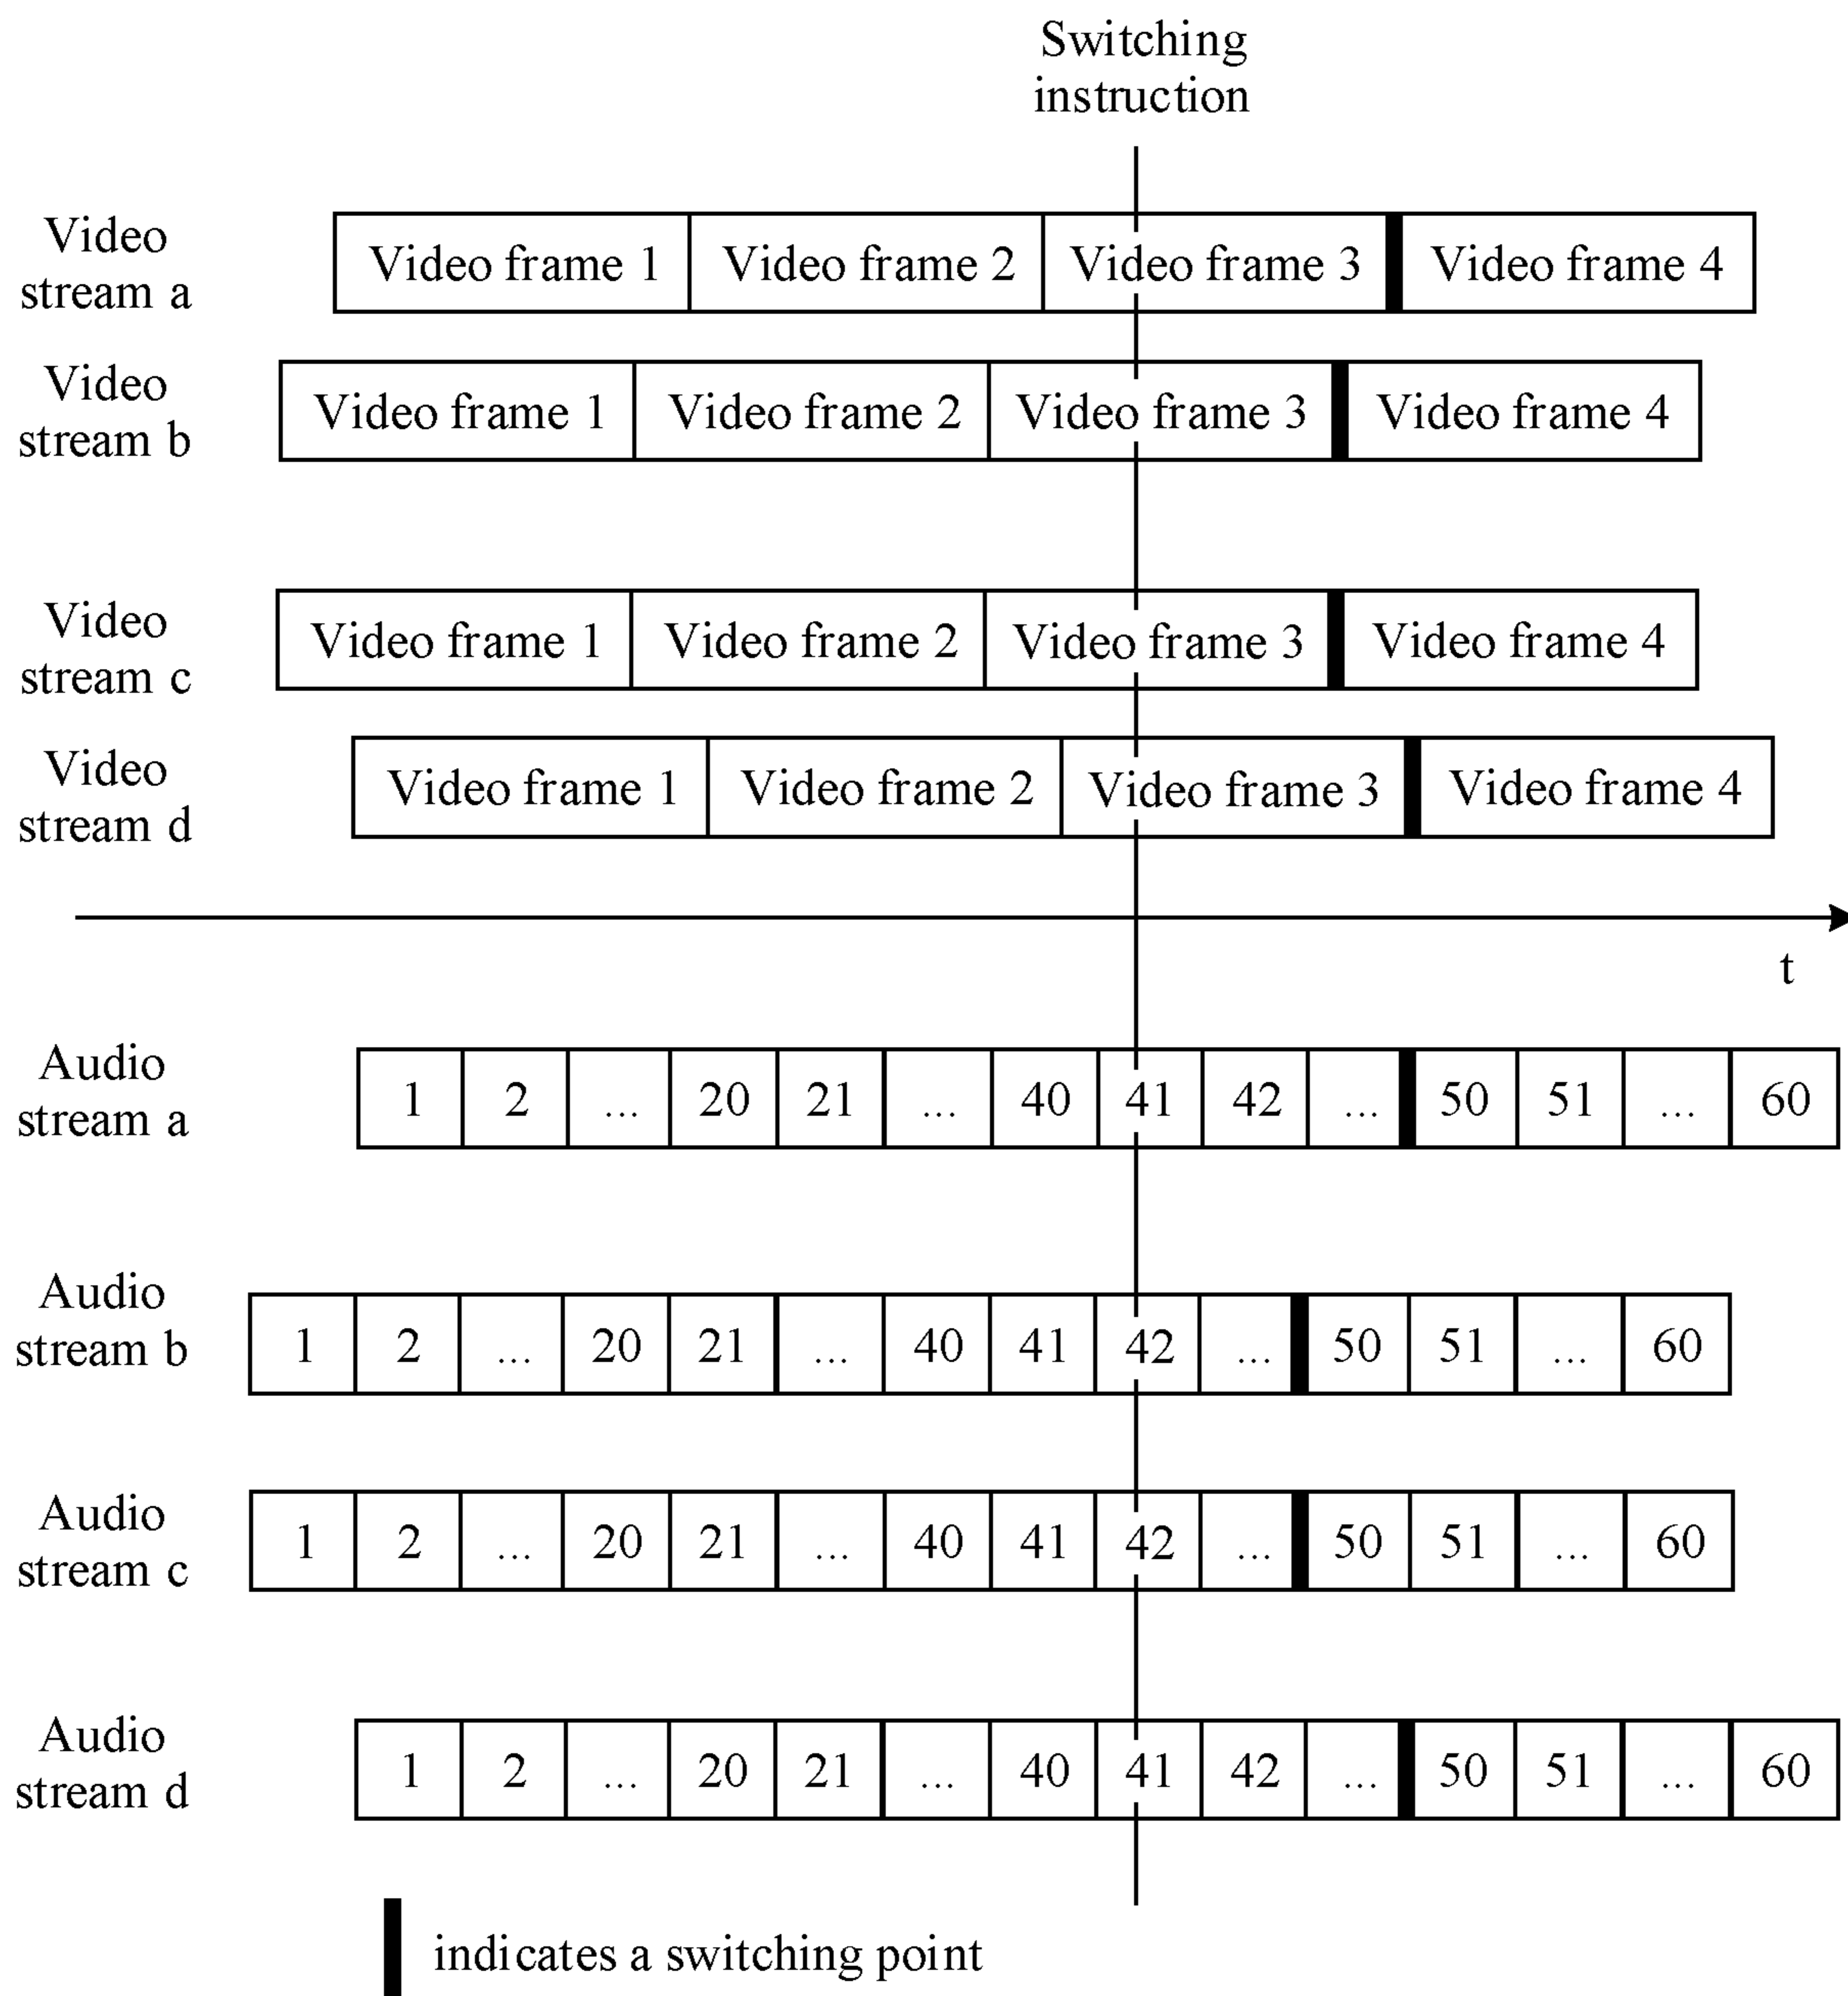 Switching
instruction
Video
stream a
Video frame 1 Video frame 2 Video frame 3 Video frame 4
Video
stream b
Video frame 1 Video frame 2 Video frame 3 Video frame 4
Video
stream c
Video frame 1 Video frame 2 Video frame 3 Video frame 4
Video
stream d
Video frame 1 Video frame 2 Video frame 3 Video frame 4
t
Audio
stream a
1 2 ... 20 21 ... 40 41 42 ... 50 51 ... 60
Audio
stream b
1 2 ... 20 21 ... 40 41 42 ... 50 51 ... 60
Audio
stream c
1 2 ... 20 21 ... 40 41 42 ... 50 51 ... 60
Audio
stream d
1 2 ... 20 21 ... 40 41 42 ... 50 51 ... 60
indicates a switching point